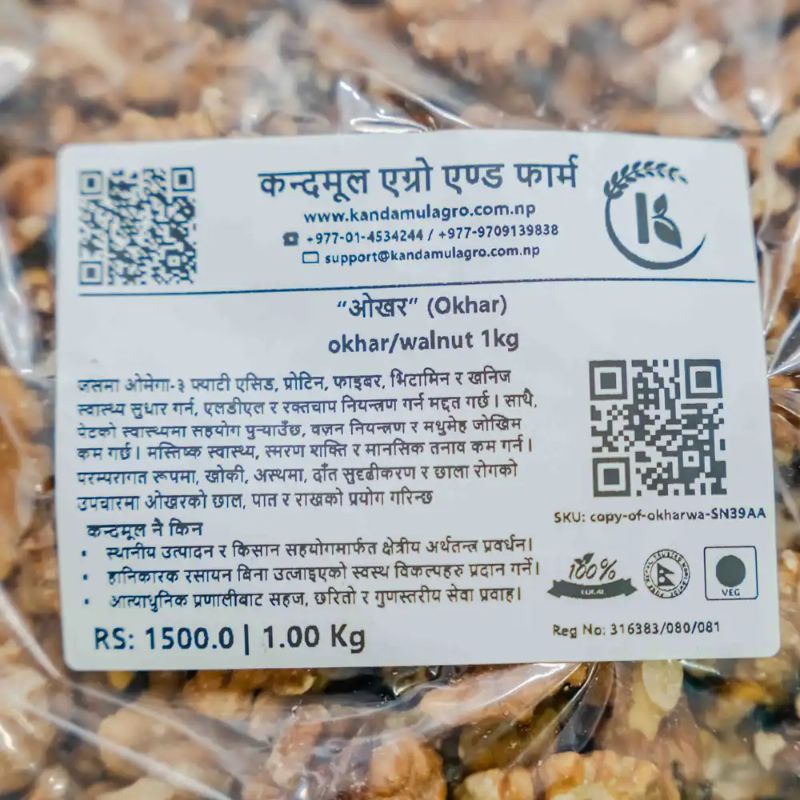 कन्दमूल एग्रो एण्ड फार्म
www.kandamulagro.com.np
+977-01-4534244 / +977-9709139838
support@kandamulagro.com.np
“ओखर” (Okhar)
okhar/walnut 1kg
जसमा ओमेगा-३ फ्याटी एसिड, प्रोटिन, फाइबर, भिटामिन र खनिज
स्वास्थ्य सुधार गर्न, एलडीएल र रक्तचाप नियन्त्रण गर्न मद्दत गर्छ । साथै,
पेटको स्वास्थ्यमा सहयोग पुऱ्याउँछ, वज़न नियन्त्रण र मधुमेह जोखिम
कम गर्छ । मस्तिष्क स्वास्थ्य, स्मरण शक्ति र मानसिक तनाव कम गर्न ।
परम्परागत रूपमा, खोकी, अस्थमा, दाँत सुदृढीकरण र छाला रोगको
उपचारमा ओखरको छाल, पात र राखको प्रयोग गरिन्छ
कन्दमूल नै किन
• स्थानीय उत्पादन र किसान सहयोगमार्फत क्षेत्रीय अर्थतन्त्र प्रवर्धन।
• हानिकारक रसायन बिना उत्जाइएको स्वस्थ विकल्पहरु प्रदान गर्ने।
• आत्याधुनिक प्रणालीबाट सहज, छरितो र गुणस्तरीय सेवा प्रवाह।
RS: 1500.0 | 1.00 Kg
SKU: copy-of-okharwa-SN39AA
100%
LOCAL
VEG
Reg No: 316383/080/081